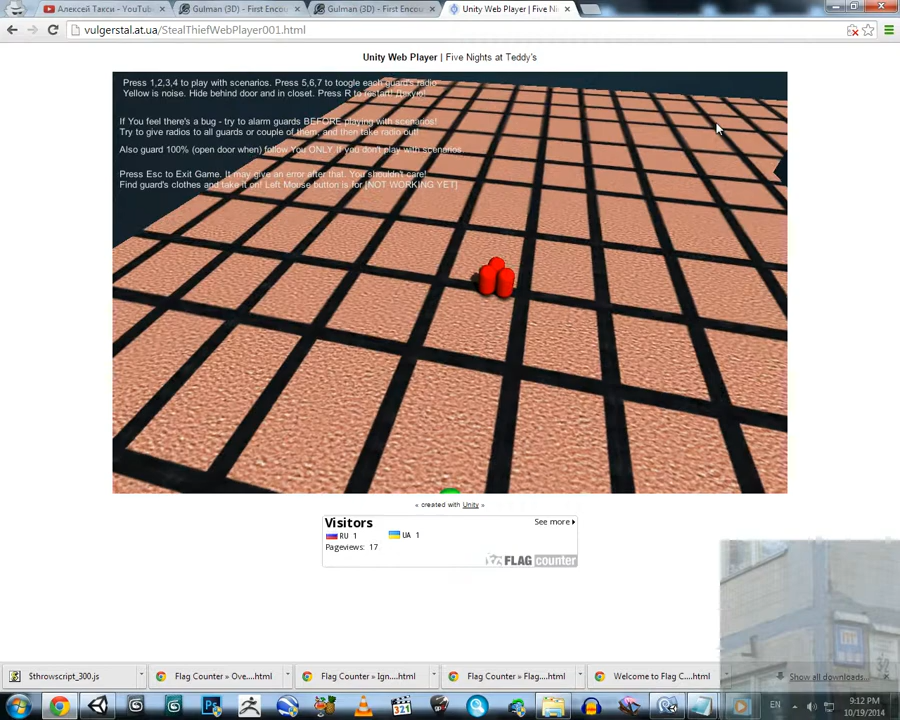 Алексей Такси - YouTub
Gulman (3D) - First Enco
Gulman (3D) - First Enco
Unity Web Player | Five Ni
vulgerstal.at.ua/StealThiefWebPlayer001.html
Unity Web Player | Five Nights at Teddy's
Press 1,2,3,4 to play with scenarios. Press 5,6,7 to toogle each guard's radio
Yellow is noise. Hide behind door and in closet. Press R to restart! Дякую!
If You feel there's a bug - try to alarm guards BEFORE playing with scenarios!
Try to give radios to all guards or couple of them, and then take radio out!
Also guard 100% (open door when) follow You ONLY if you don't play with scenarios.
Press Esc to Exit Game. It may give an error after that. You shouldn't care!
Find guard's clothes and take it on! Left Mouse button is for [NOT WORKING YET]
« created with Unity »
Visitors
See more
RU 1
UA 1
Pageviews: 17
FLAG counter
$throwscript_300.js
Flag Counter » Ove....html
Flag Counter » Ign....html
Flag Counter » Flag....html
Welcome to Flag C....html
Show all downloads...
EN
9:12 PM
10/19/2014